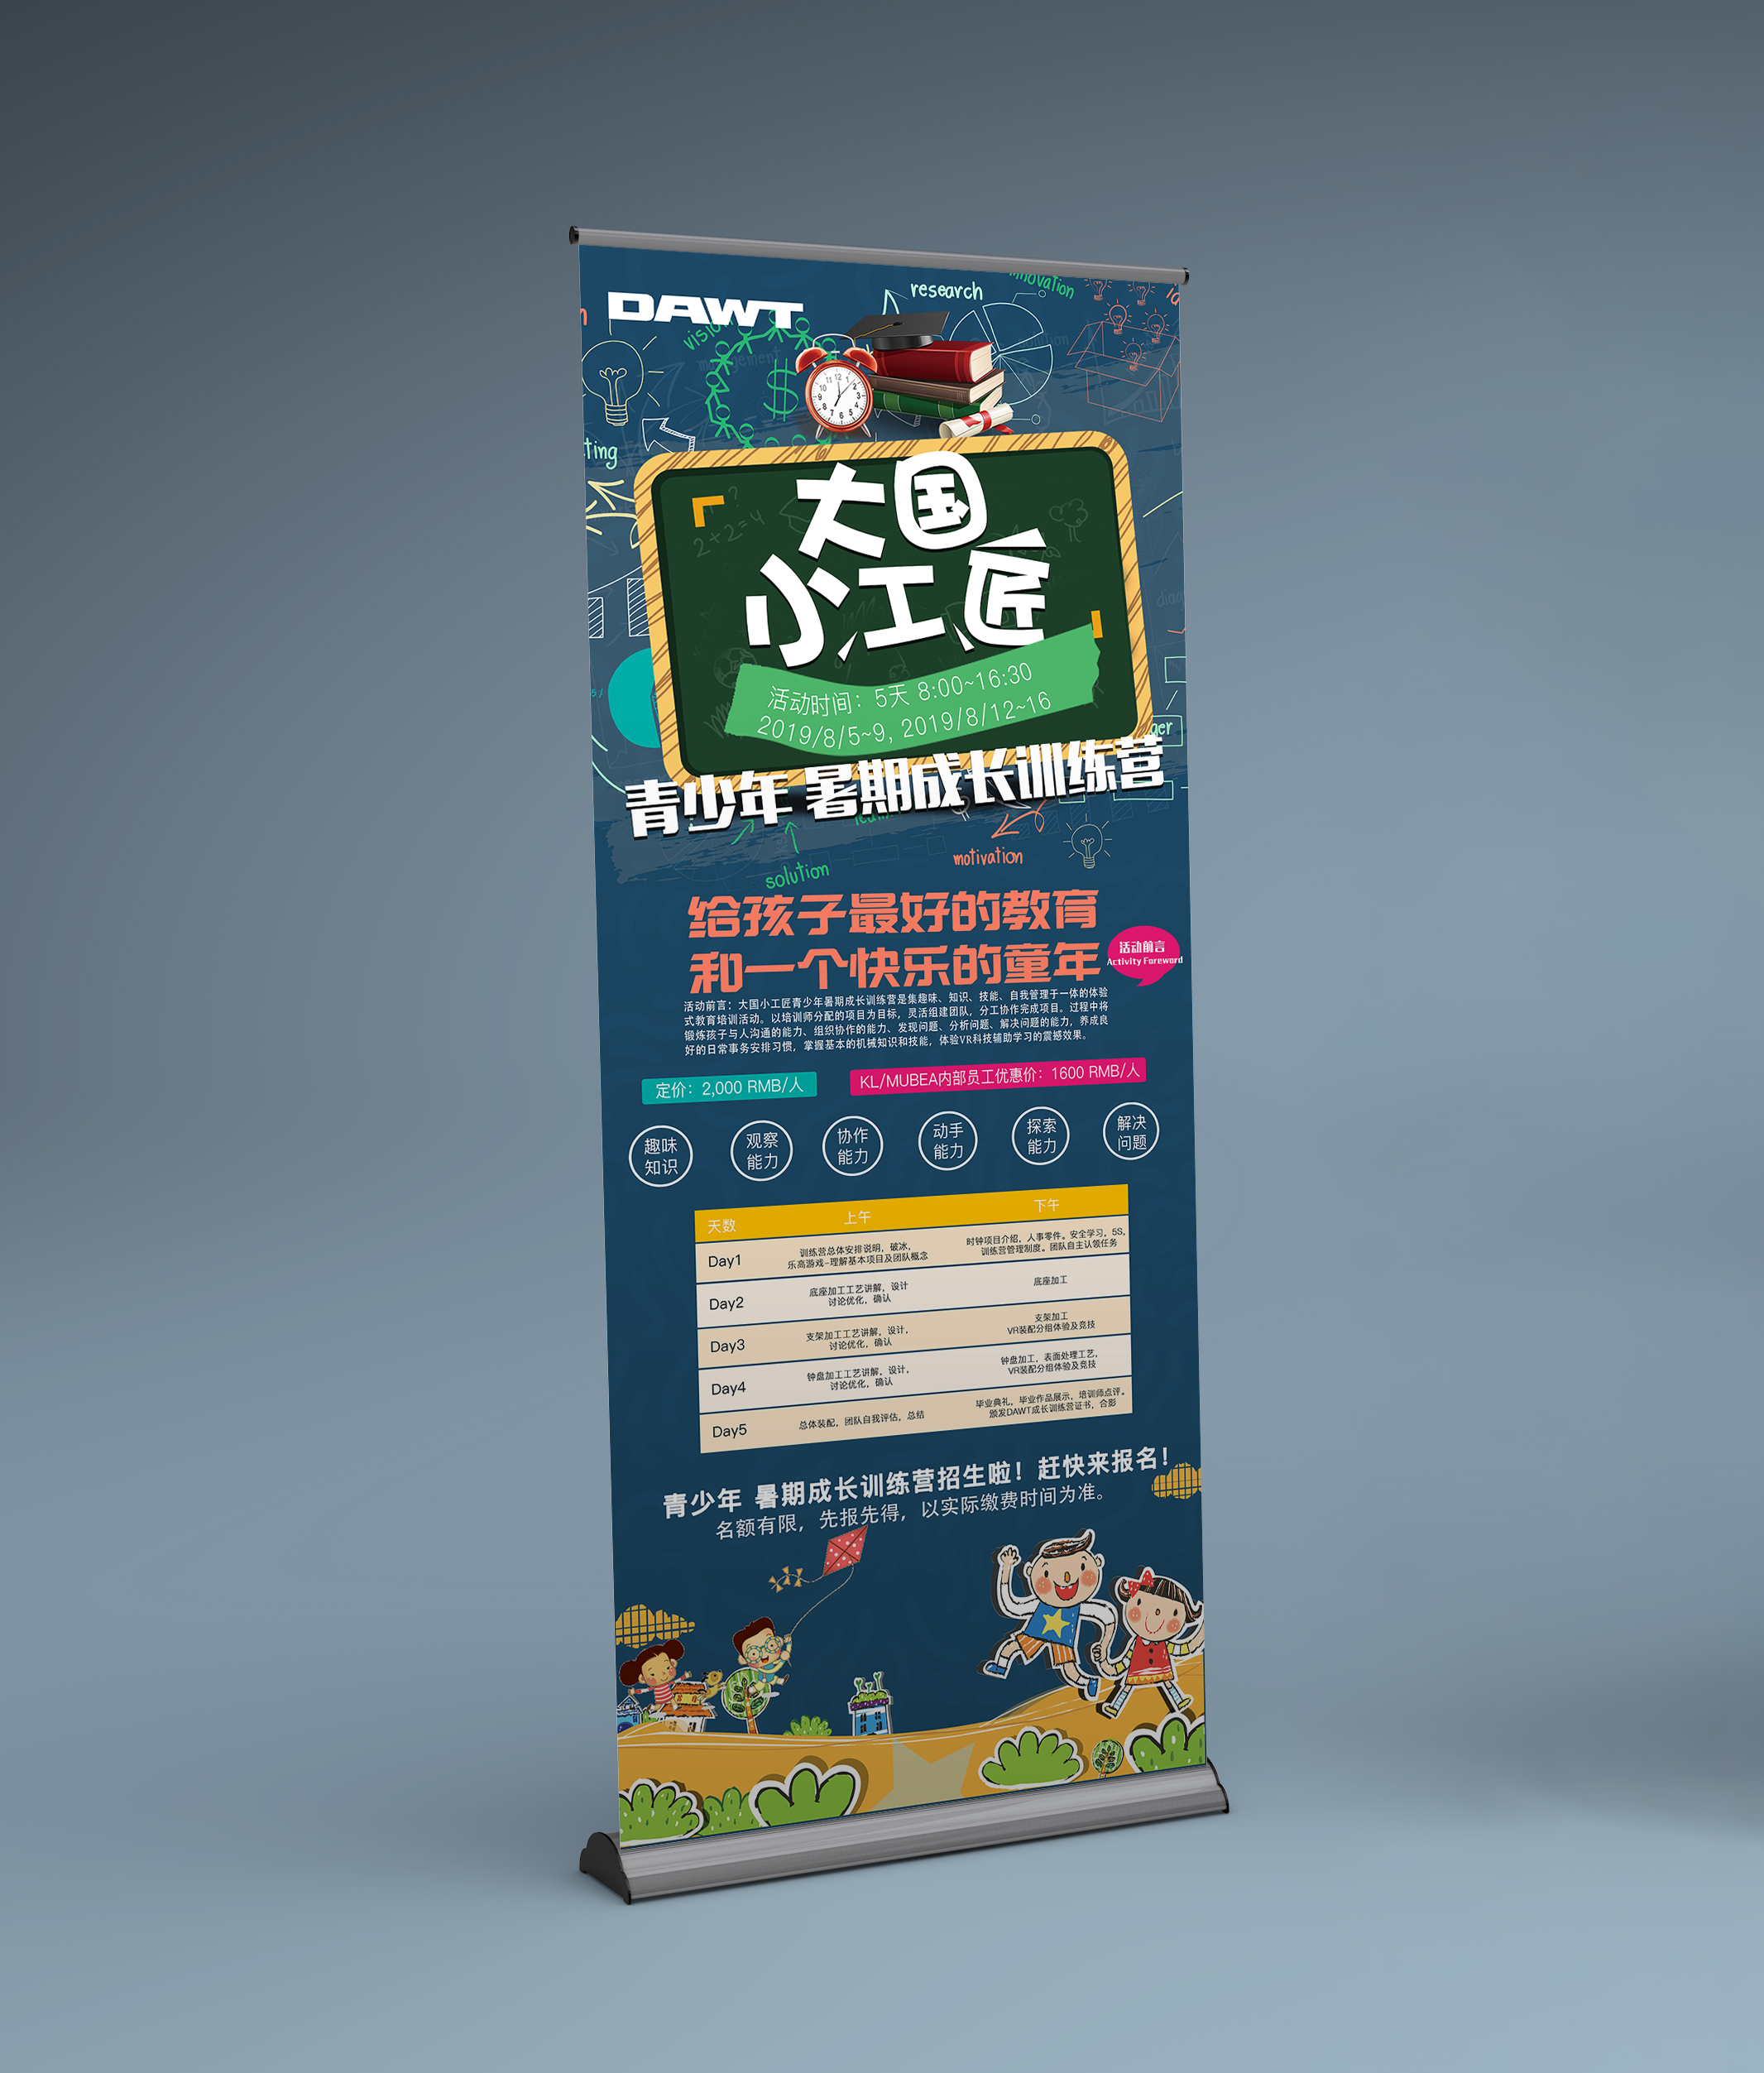 DAWT
research
innovation
vision
management
$
大国
小工匠
2+2=4
活动时间：5天 8:00~16:30
2019/8/5~9, 2019/8/12~16
青少年 暑期成长训练营
solution
motivation
给孩子最好的教育
和一个快乐的童年
活动前言
Activity Foreword
活动前言：大国小工匠青少年暑期成长训练营是集趣味、知识、技能、自我管理于一体的体验
式教育培训活动。以培训师分配的项目为目标，灵活组建团队，分工协作完成项目。过程中将
锻炼孩子与人沟通的能力、组织协作的能力、发现问题、分析问题、解决问题的能力，养成良
好的日常事务安排习惯，掌握基本的机械知识和技能，体验VR科技辅助学习的震撼效果。
定价：2,000 RMB/人
KL/MUBEA内部员工优惠价：1600 RMB/人
趣味
知识
观察
能力
协作
能力
动手
能力
探索
能力
解决
问题
天数 上午 下午
Day1
训练营总体安排说明，破冰，
乐高游戏-理解基本项目及团队概念
时钟项目介绍，人事零件。安全学习，5S,
训练营管理制度。团队自主认领任务
Day2
底座加工工艺讲解，设计
讨论优化，确认
底座加工
Day3
支架加工工艺讲解，设计，
讨论优化，确认
支架加工
VR装配分组体验及竞技
Day4
钟盘加工工艺讲解，设计，
讨论优化，确认
钟盘加工，表面处理工艺，
VR装配分组体验及竞技
Day5
总体装配，团队自我评估，总结
毕业典礼，毕业作品展示，培训师点评。
颁发DAWT成长训练营证书，合影
青少年 暑期成长训练营招生啦！赶快来报名！
名额有限，先报先得，以实际缴费时间为准。